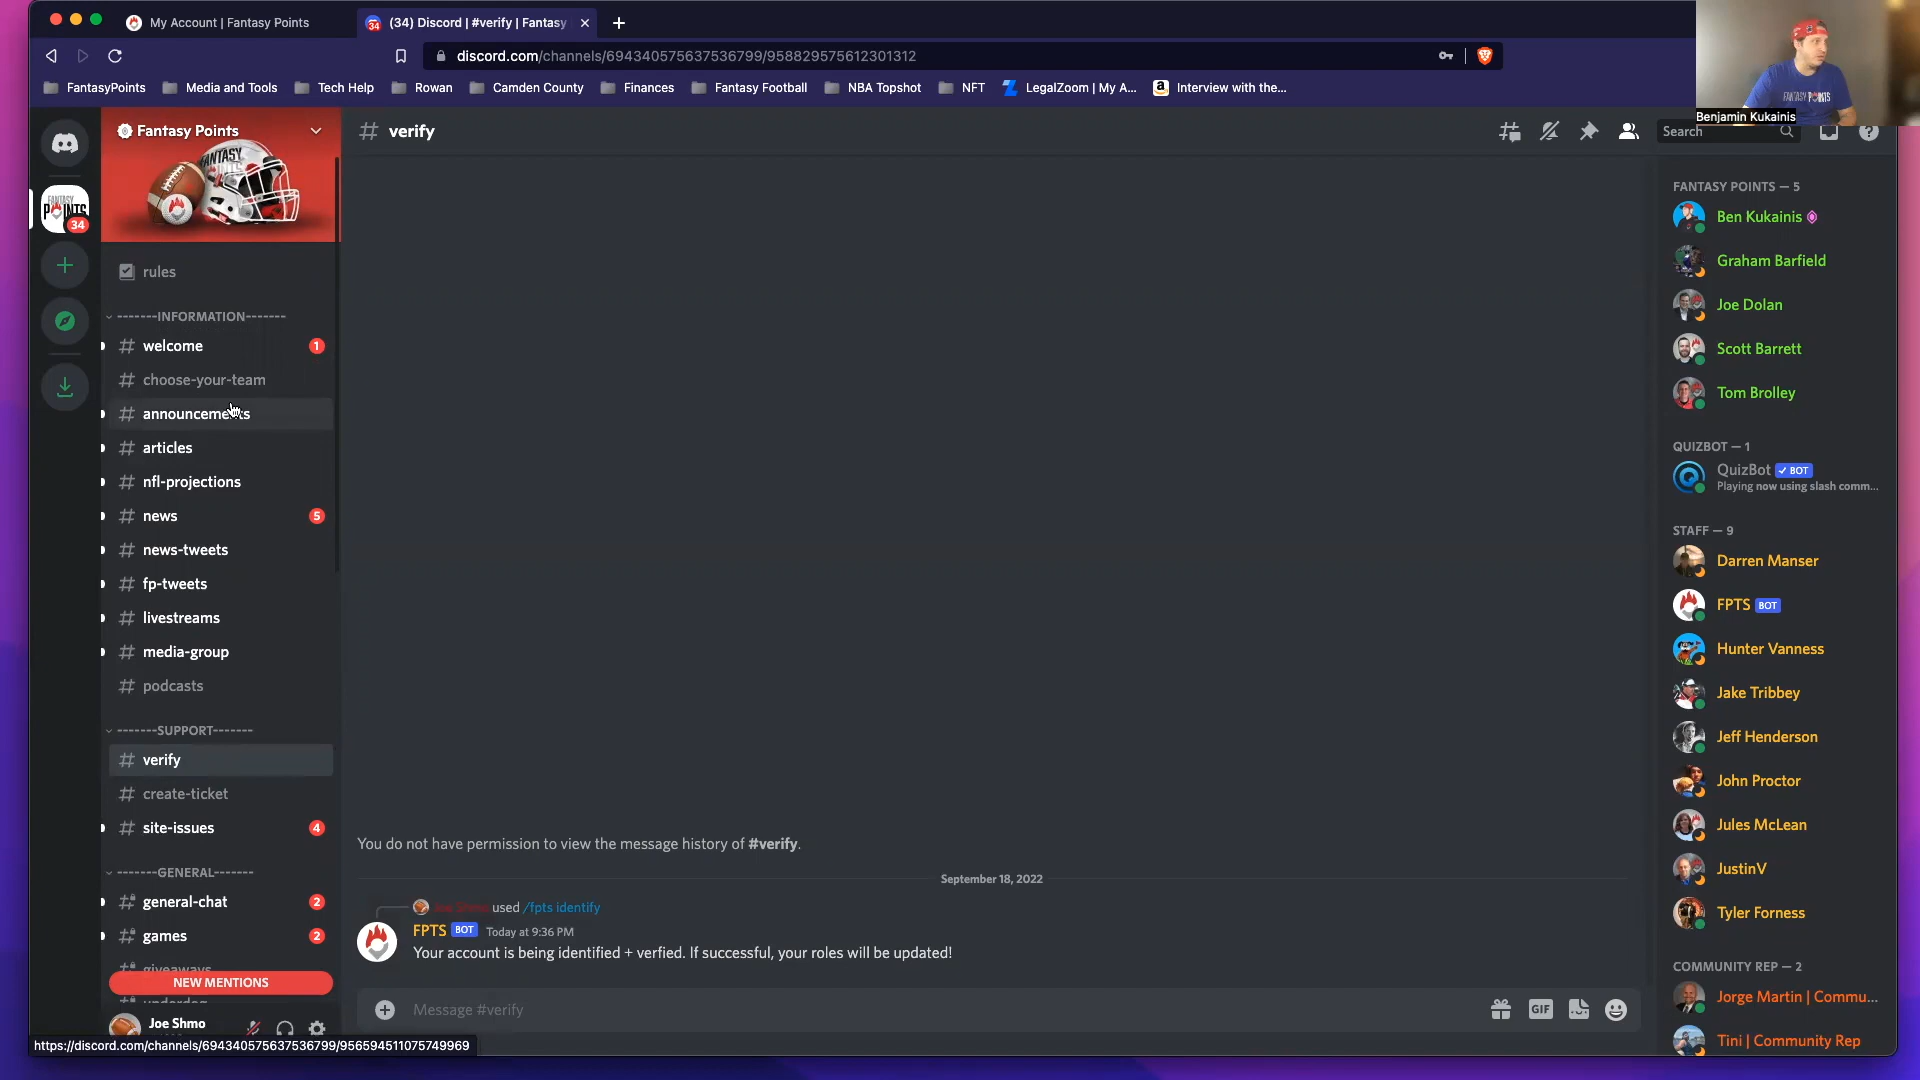 My Account | Fantasy Points
(34) Discord | #verify | Fantasy
discord.com/channels/694340575637536799/958829575612301312
FantasyPoints
Media and Tools
Tech Help
Rowan
Camden County
Finances
Fantasy Football
NBA Topshot
NFT
LegalZoom | My A...
Interview with the...
FANTASY POINTS
Benjamin Kukainis
Fantasy Points
# verify
Search
FANTASY
FANTASY POINTS
34
rules
-------INFORMATION-------
# welcome 1
# choose-your-team
# announcements
# articles
# nfl-projections
# news 5
# news-tweets
# fp-tweets
# livestreams
# media-group
# podcasts
-------SUPPORT-------
# verify
# create-ticket
# site-issues 4
-------GENERAL-------
# general-chat 2
# games 2
giveaways
NEW MENTIONS
underdog
Joe Shmo
https://discord.com/channels/694340575637536799/956594511075749969
You do not have permission to view the message history of #verify.
September 18, 2022
Joe Shmo used /fpts identify
FPTS BOT Today at 9:36 PM
Your account is being identified + verfied. If successful, your roles will be updated!
Message #verify
GIF
FANTASY POINTS — 5
Ben Kukainis
Graham Barfield
Joe Dolan
Scott Barrett
Tom Brolley
QUIZBOT — 1
QuizBot BOT
Playing now using slash comm...
STAFF — 9
Darren Manser
FPTS BOT
Hunter Vanness
Jake Tribbey
Jeff Henderson
John Proctor
Jules McLean
JustinV
Tyler Forness
COMMUNITY REP — 2
Jorge Martin | Commu...
Tini | Community Rep